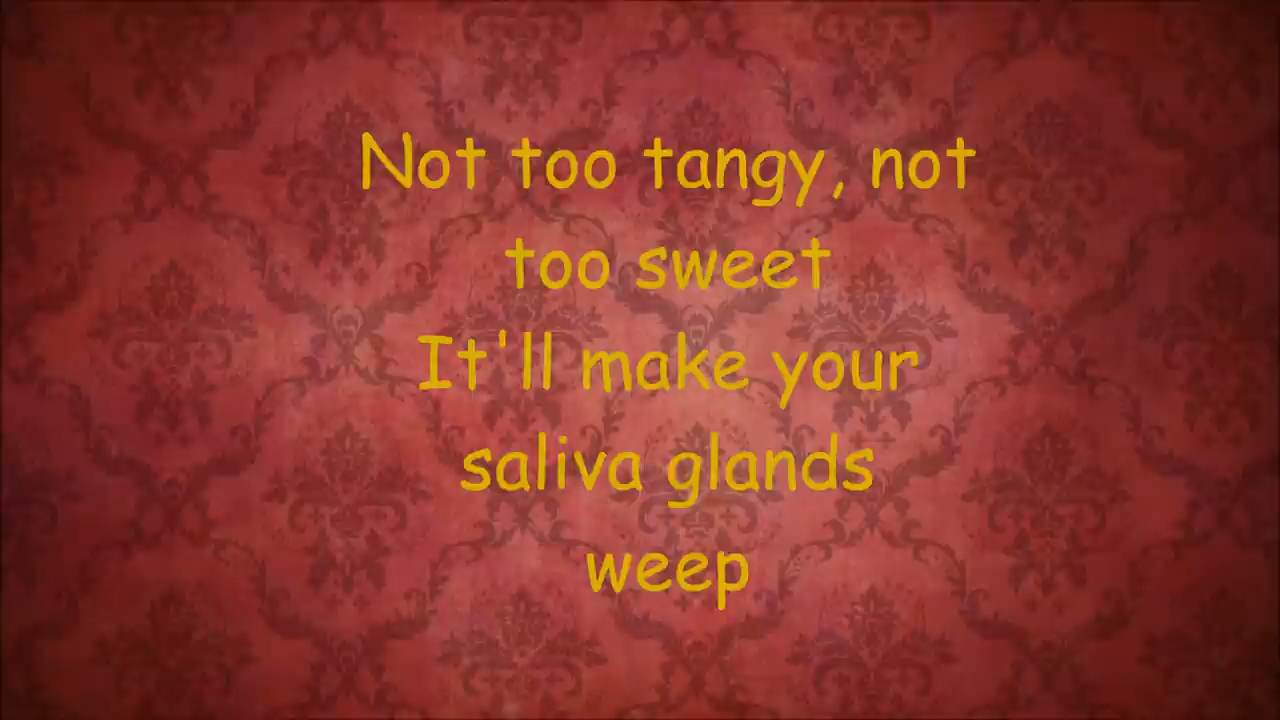 Not too tangy, not
too sweet
It'll make your
saliva glands
weep